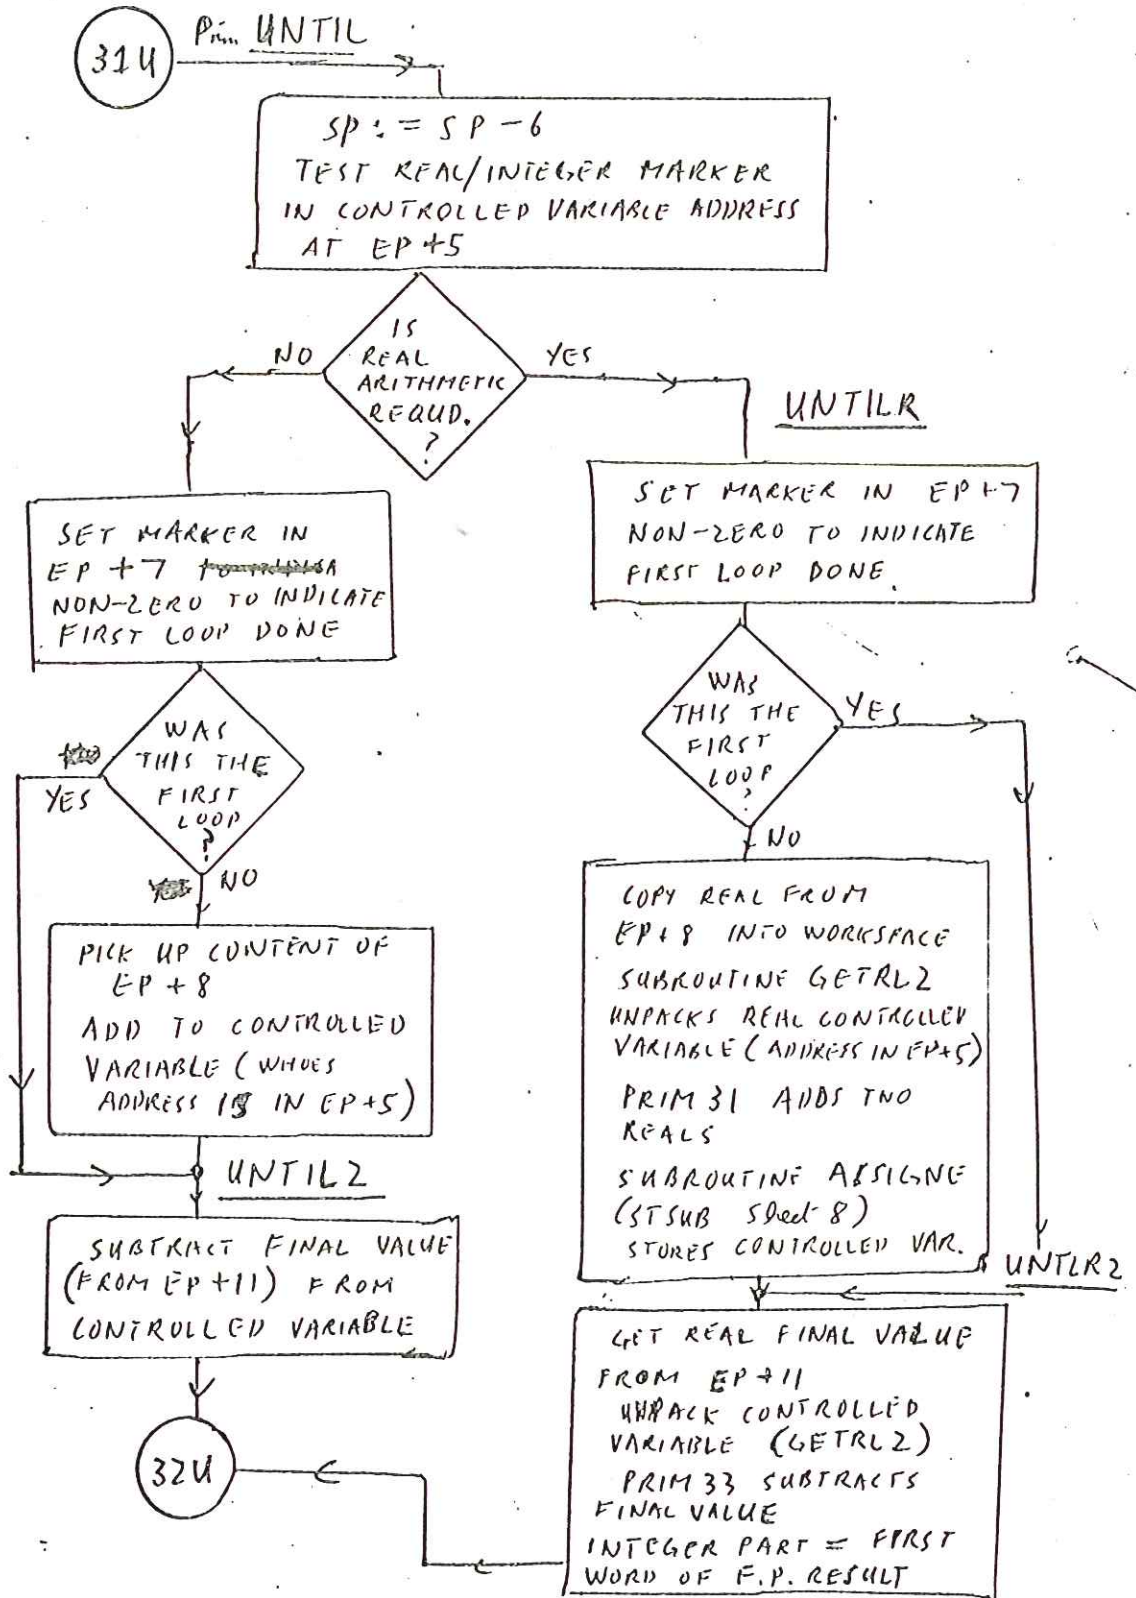 31U
Prim UNTIL
SP := SP -6
TEST REAL/INTEGER MARKER
IN CONTROLLED VARIABLE ADDRESS
AT EP +5
IS
REAL
ARITHMETIC
REQUD.
?
NO
YES
UNTILR
SET MARKER IN
EP +7
NON-ZERO TO INDICATE
FIRST LOOP DONE
SET MARKER IN EP +7
NON-ZERO TO INDICATE
FIRST LOOP DONE.
WAS
THIS THE
FIRST
LOOP
?
YES
NO
WAS
THIS THE
FIRST
LOOP
?
YES
NO
PICK UP CONTENT OF
EP +8
ADD TO CONTROLLED
VARIABLE (WHOES
ADDRESS IS IN EP+5)
COPY REAL FROM
EP+8 INTO WORKSPACE
SUBROUTINE GETRL2
UNPACKS REAL CONTROLLED
VARIABLE (ADDRESS IN EP+5)
PRIM 31 ADDS TWO
REALS
SUBROUTINE ASSIGNE
(STSUB Sheet 8)
STORES CONTROLLED VAR.
UNTIL2
SUBTRACT FINAL VALUE
(FROM EP +11) FROM
CONTROLLED VARIABLE
UNTLR2
GET REAL FINAL VALUE
FROM EP +11
UNPACK CONTROLLED
VARIABLE (GETRL2)
PRIM 33 SUBTRACTS
FINAL VALUE
INTEGER PART = FIRST
WORD OF F.P. RESULT
32U